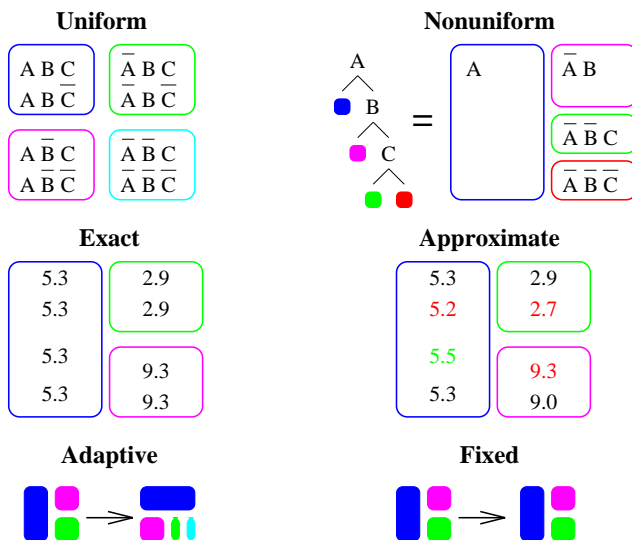 Uniform
Nonuniform
A B C
A B C̅
A̅ B C
A̅ B C̅
A B̅ C
A B̅ C̅
A̅ B̅ C
A̅ B̅ C̅
A
B
C
=
A
A̅ B
A̅ B̅ C
A̅ B̅ C̅
Exact
5.3
5.3
5.3
5.3
2.9
2.9
9.3
9.3
Approximate
5.3
5.2
5.5
5.3
2.9
2.7
9.3
9.0
Adaptive
Fixed